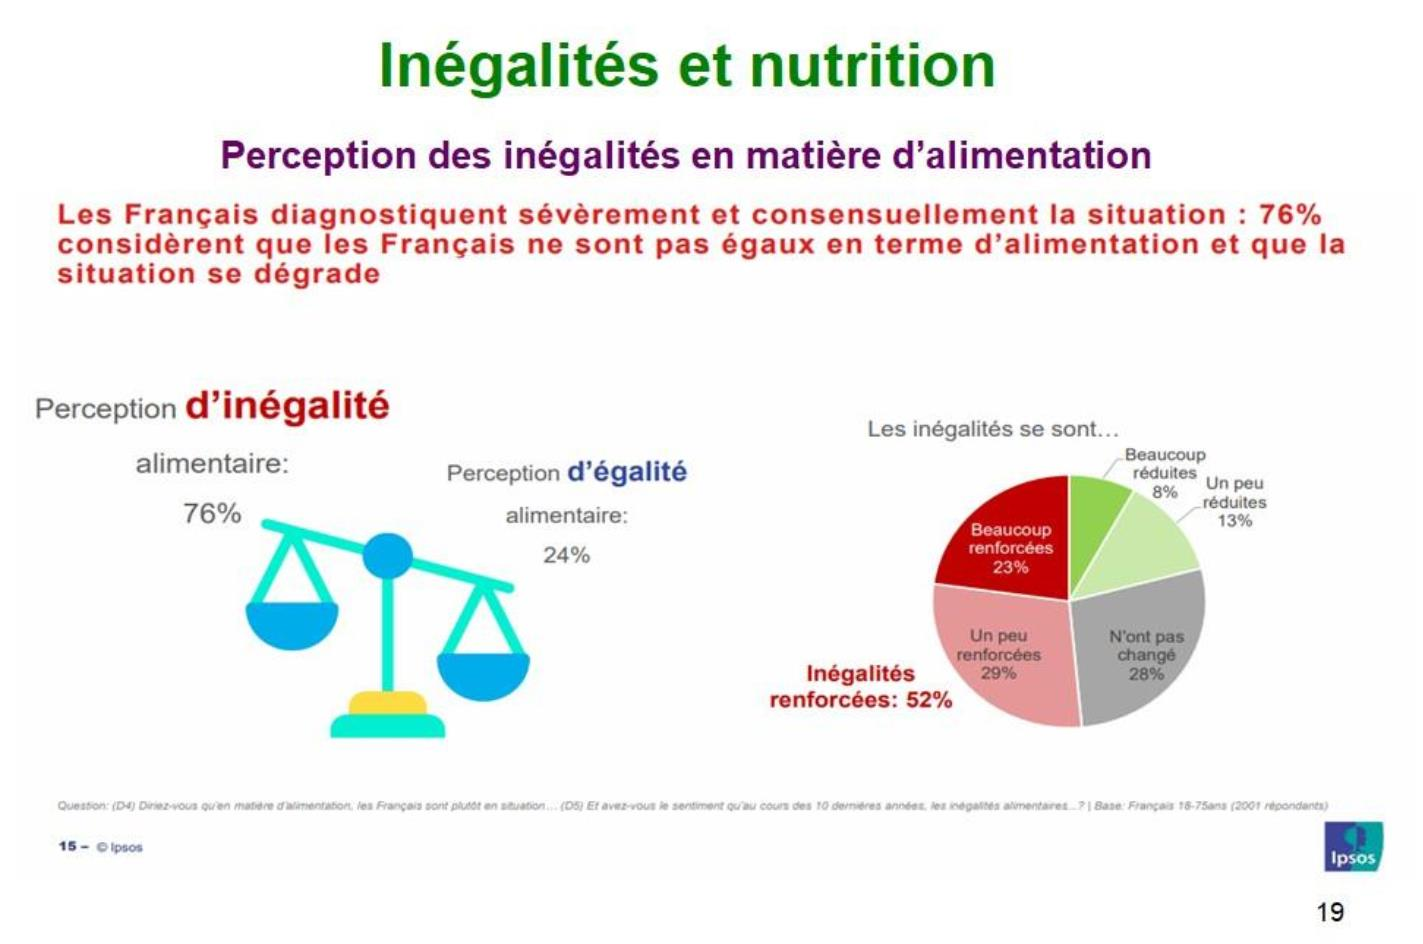 Inégalités et nutrition
Perception des inégalités en matière d'alimentation
Les Français diagnostiquent sévèrement et consensuellement la situation : 76%
considèrent que les Français ne sont pas égaux en terme d'alimentation et que la
situation se dégrade
Perception d'inégalité
alimentaire:
76%
Perception d'égalité
alimentaire:
24%
Les inégalités se sont…
Beaucoup
réduites
8%
Un peu
réduites
13%
Beaucoup
renforcées
23%
Un peu
renforcées
29%
N'ont pas
changé
28%
Inégalités
renforcées: 52%
Question: (D4) Diriez-vous qu'en matière d'alimentation, les Français sont plutôt en situation… (D5) Et avez-vous le sentiment qu'au cours des 10 dernières années, les inégalités alimentaires…? | Base: Français 18-75ans (2001 répondants)
15 – © Ipsos
Ipsos
19